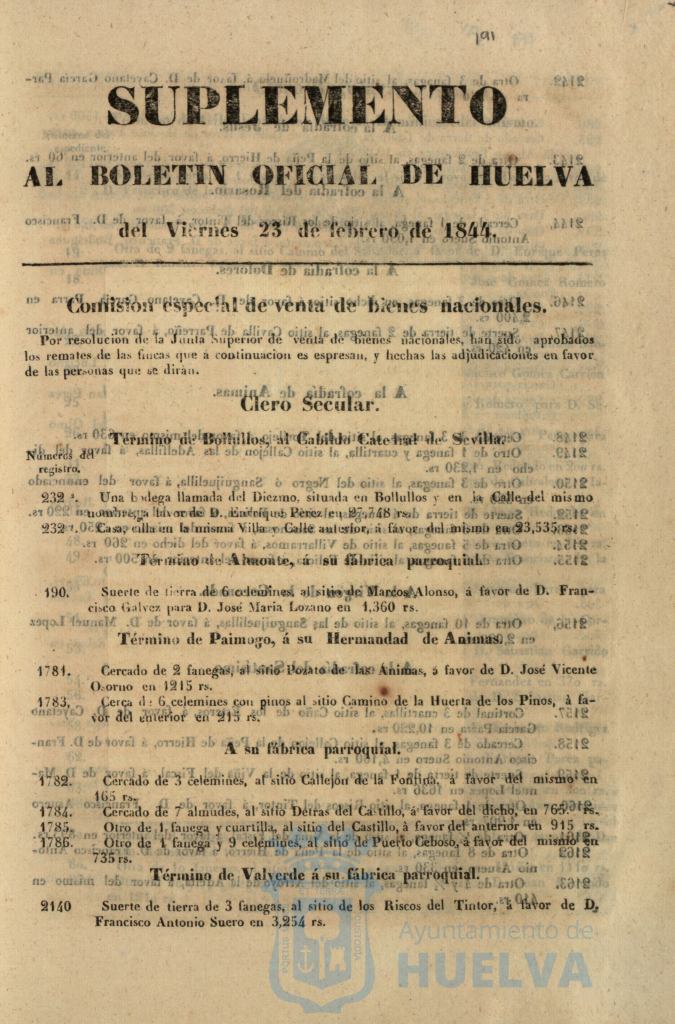 191
SUPLEMENTO
AL BOLETIN OFICIAL DE HUELVA
del Viernes 23 de febrero de 1844.
Comision especial de venta de bienes nacionales.
Por resolucion de la Junta Superior de venta de bienes nacionales, han sido aprobados
los remates de las fincas que á continuacion es espresan, y hechas las adjudicaciones en favor
de las personas que se dirán.
Clero Secular.
Término de Bollullos, al Cabildo Catedral de Sevilla.
Números del
registro.
232 Una bodega llamada del Diezmo, situada en Bollullos y en la Calle del mismo
nombre, á favor de D. Enrique Perez en 27,748 rs.
232 Casa, cilla en la misma Villa y Calle anterior, á favor del mismo en 23,535 rs.
Término de Almonte, á su fábrica parroquial.
190. Suerte de tierra de 6 celemines, al sitio de Marcos Alonso, á favor de D. Fran-
cisco Galvez para D. José Maria Lozano en 1,360 rs.
Término de Paimogo, á su Hermandad de Animas.
1781. Cercado de 2 fanegas, al sitio Pozato de las Animas, á favor de D. José Vicente
Osorno en 1215 rs.
1783. Cerca de 6 celemines con pinos al sitio Camino de la Huerta de los Pinos, á fa-
vor del enterior en 215 rs.
A su fábrica parroquial.
1782. Cercado de 3 celemines, al sitio Callejon de la Fontina, á favor del mismo en
165 rs.
1784. Cercado de 7 almudes, al sitio Detras del Castillo, á favor del dicho, en 765. rs.
1785. Otro de 1 fanega y cuartilla, al sitio del Castillo, á favor del anterior en 915 rs.
1786. Otro de 1 fanega y 9 celemines, al sitio de Puerto Ceboso, á favor del mismo en
735 rs.
Término de Valverde á su fábrica parroquial.
2140 Suerte de tierra de 3 fanegas, al sitio de los Riscos del Tintor, á favor de D.
Francisco Antonio Suero en 3,254 rs.
Ayuntamiento de
HUELVA